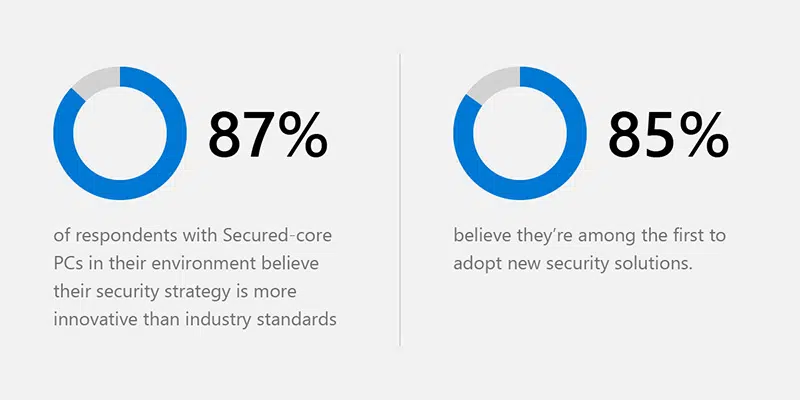 87%
of respondents with Secured-core
PCs in their environment believe
their security strategy is more
innovative than industry standards
85%
believe they’re among the first to
adopt new security solutions.